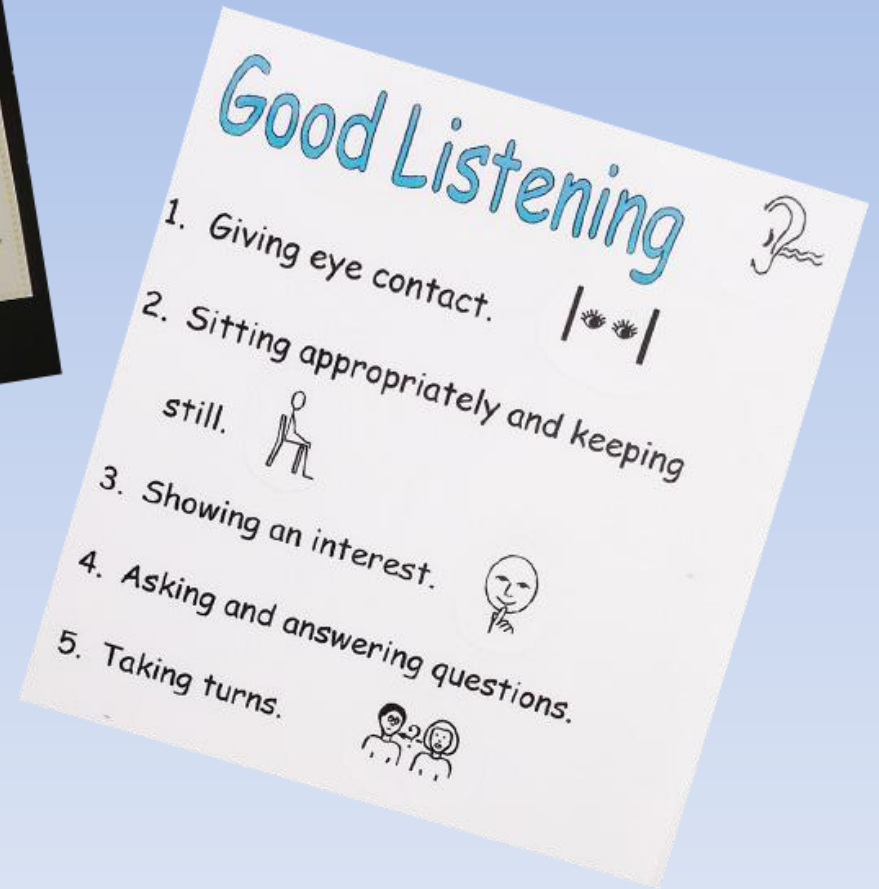 Good Listening
1. Giving eye contact.
2. Sitting appropriately and keeping
still.
3. Showing an interest.
4. Asking and answering questions.
5. Taking turns.